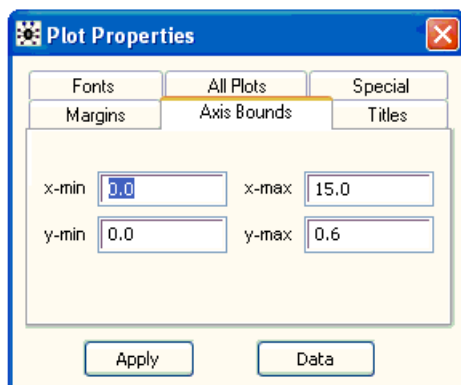 Plot Properties
Fonts All Plots Special
Margins Axis Bounds Titles
x-min 0.0 x-max 15.0
y-min 0.0 y-max 0.6
Apply Data